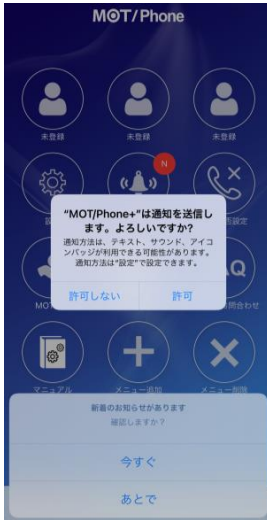 MOT/Phone
未登録
未登録
未登録
N
"MOT/Phone+"は通知を送信し
ます。よろしいですか?
通知方法は、テキスト、サウンド、アイコ
ンバッジが利用できる可能性があります。
通知方法は"設定"で設定できます。
許可しない
許可
マニュアル
メニュー追加
メニュー削除
新着のお知らせがあります
確認しますか?
今すぐ
あとで